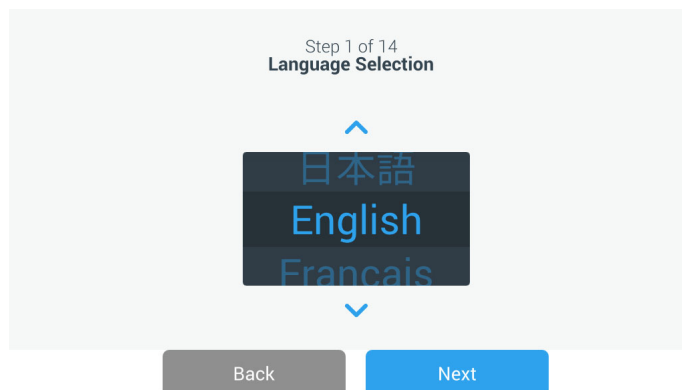 Step 1 of 14
Language Selection
日本語
English
Francais
Back
Next